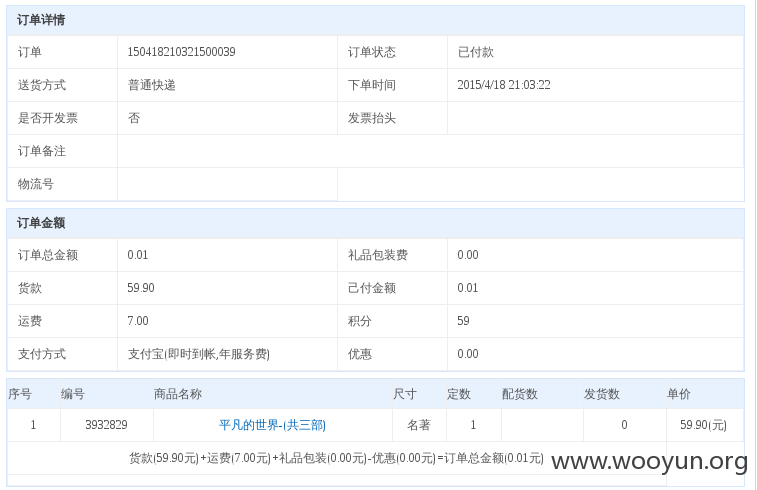 订单详情
订单 150418210321500039 订单状态 已付款
送货方式 普通快递 下单时间 2015/4/18 21:03:22
是否开发票 否 发票抬头
订单备注
物流号
订单金额
订单总金额 0.01 礼品包装费 0.00
货款 59.90 己付金额 0.01
运费 7.00 积分 59
支付方式 支付宝(即时到帐,年服务费) 优惠 0.00
序号 编号 商品名称 尺寸 定数 配货数 发货数 单价
1 3932829 平凡的世界-(共三部) 名著 1 0 59.90(元)
货款(59.90元)+运费(7.00元)+礼品包装(0.00元)-优惠(0.00元)=订单总金额(0.01元)
www.wooyun.org